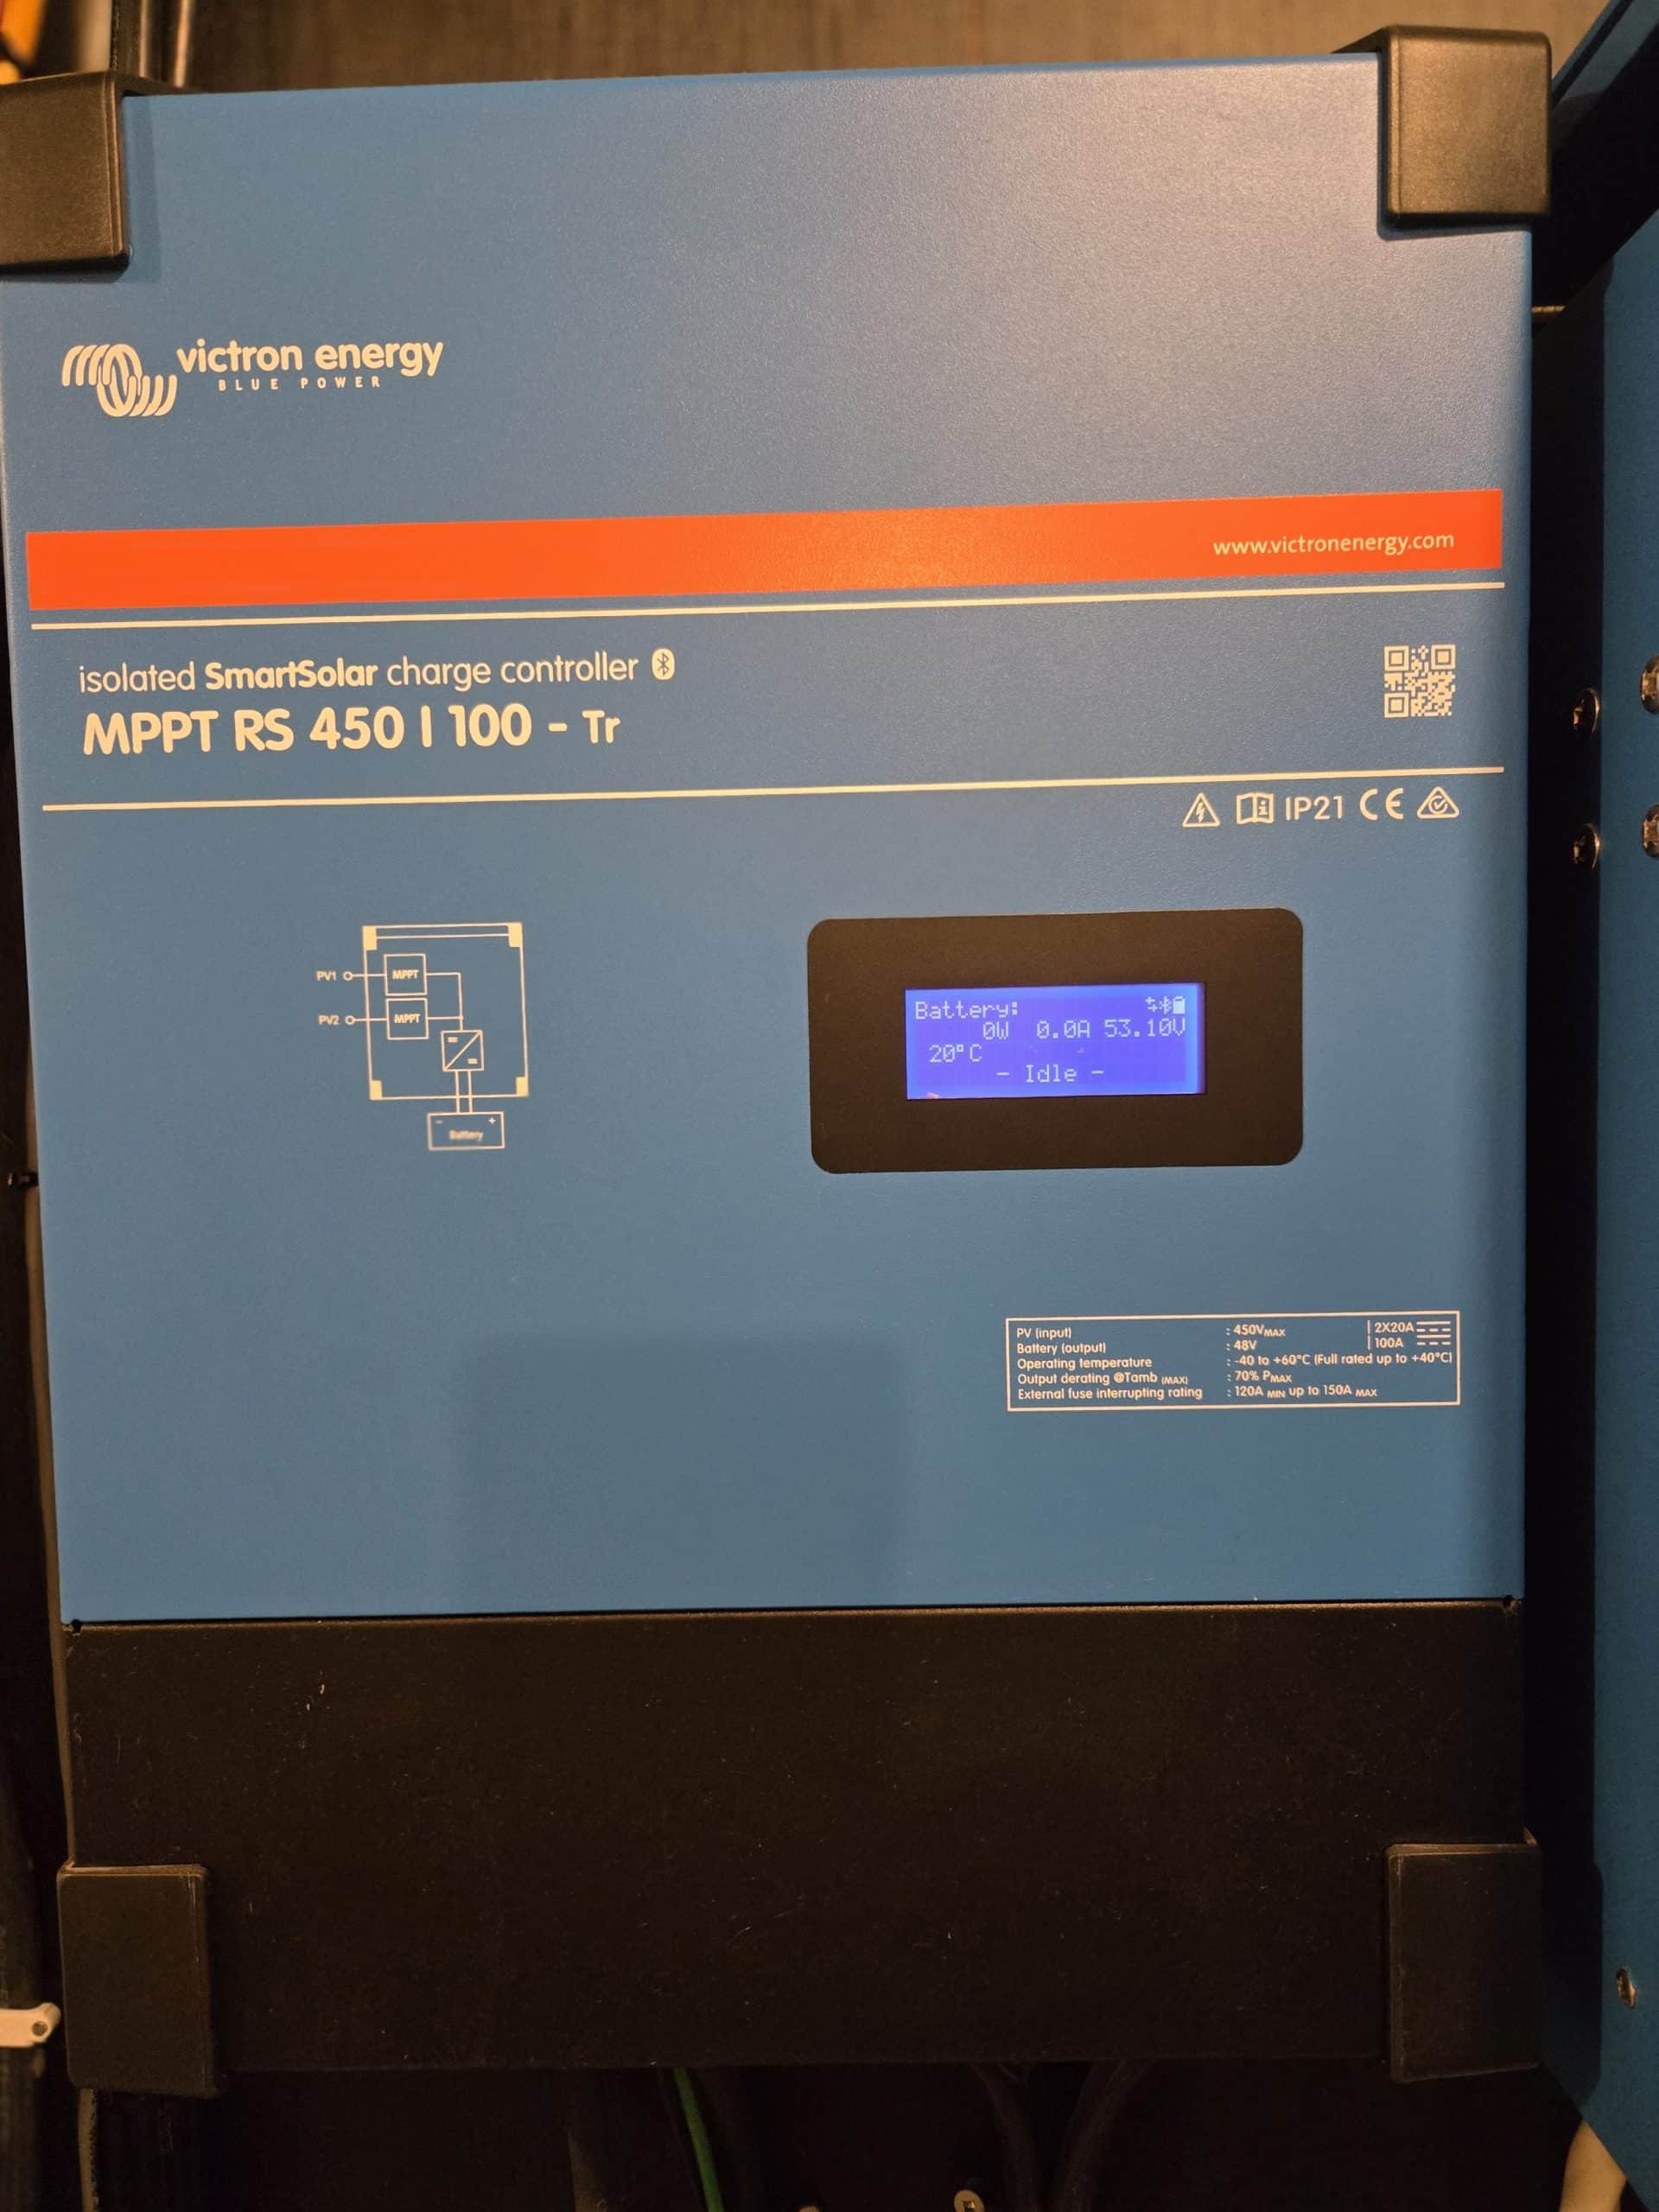 victron energy
BLUE POWER
www.victronenergy.com
isolated SmartSolar charge controller
MPPT RS 450 | 100 - Tr
IP21 CE
PV1 MPPT
PV2 MPPT
- +
Battery
Battery:
0W 0.0A 53.10V
20°C
- Idle -
PV (input) : 450VMAX | 2X20A
Battery (output) : 48V | 100A
Operating temperature : -40 to +60°C (Full rated up to +40°C)
Output derating @Tamb (MAX) : 70% PMAX
External fuse interrupting rating : 120A MIN up to 150A MAX